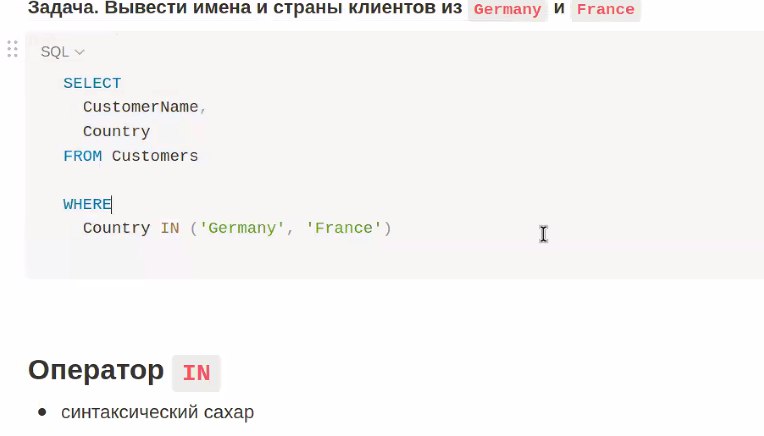 Задача. Вывести имена и страны клиентов из Germany и France
SQL
SELECT
CustomerName,
Country
FROM Customers
WHERE
Country IN ('Germany', 'France')
Оператор IN
• синтаксический сахар